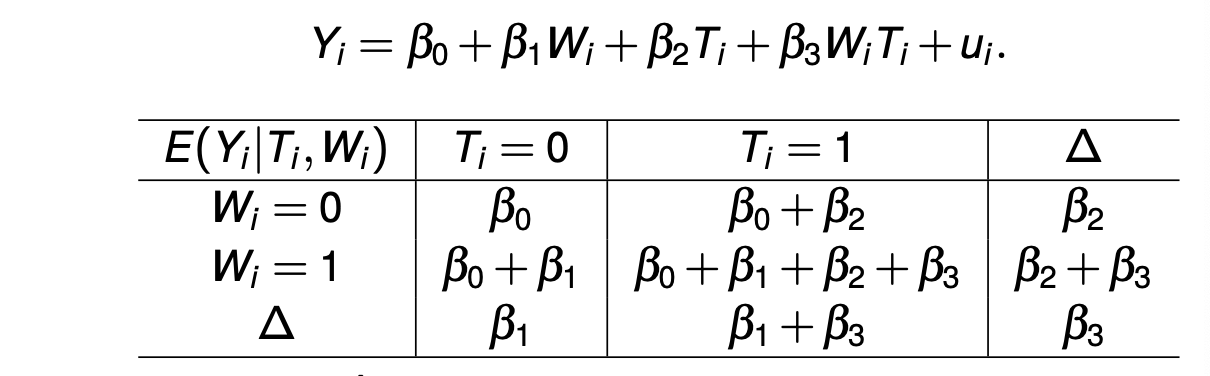 Yᵢ = β₀ + β₁Wᵢ + β₂Tᵢ + β₃WᵢTᵢ + uᵢ.
E(Yᵢ|Tᵢ, Wᵢ) Tᵢ = 0 Tᵢ = 1 Δ
Wᵢ = 0 β₀ β₀ + β₂ β₂
Wᵢ = 1 β₀ + β₁ β₀ + β₁ + β₂ + β₃ β₂ + β₃
Δ β₁ β₁ + β₃ β₃